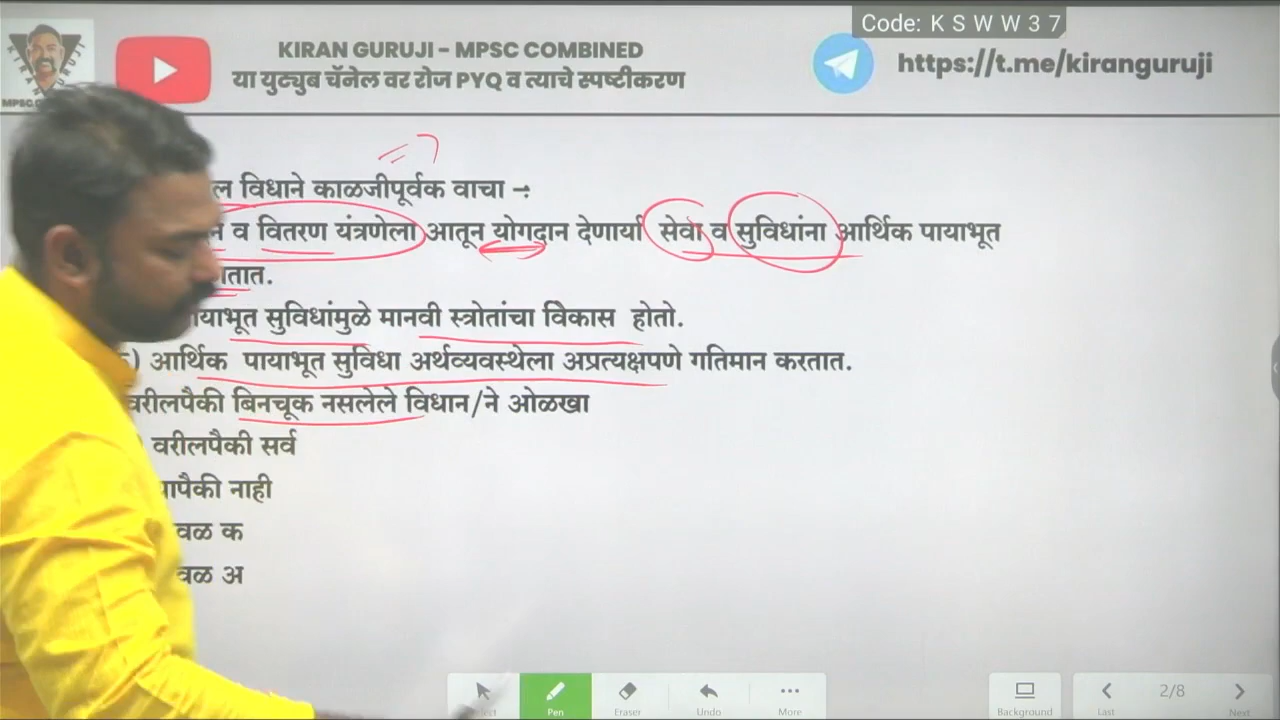 Code: K S W W 3 7
KIRAN GURUJI - MPSC COMBINED
या युट्युब चॅनेल वर रोज PYQ व त्याचे स्पष्टीकरण
https://t.me/kiranguruji
विधाने काळजीपूर्वक वाचा -:
व वितरण यंत्रणेला आतून योगदान देणार्या सेवा व सुविधांना आर्थिक पायाभूत
सुविधांमुळे मानवी स्त्रोतांचा विकास होतो.
आर्थिक पायाभूत सुविधा अर्थव्यवस्थेला अप्रत्यक्षपणे गतिमान करतात.
वरीलपैकी बिनचूक नसलेले विधान/ने ओळखा
वरीलपैकी सर्व
नाही
क
अ
Pen
Eraser
Undo
More
Background
Last
2/8
Next